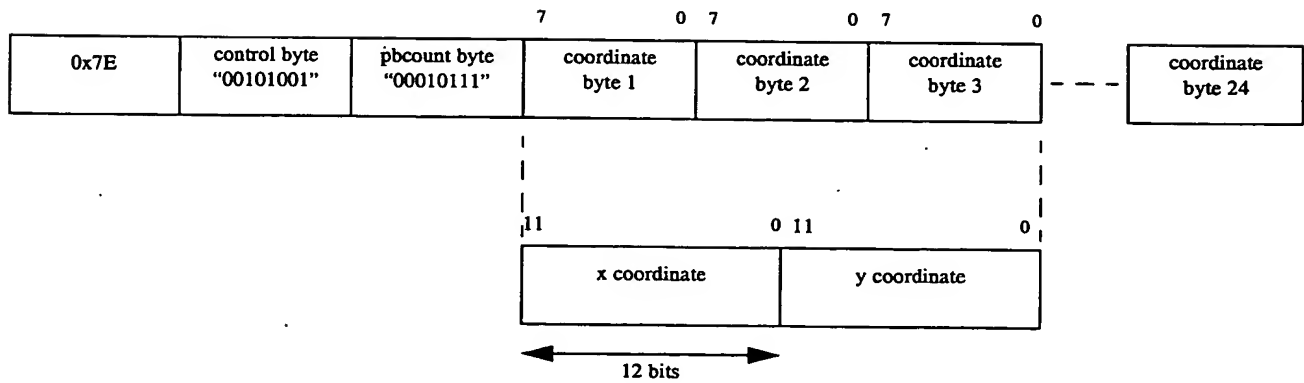 7 0 7 0 7 0
0x7E
control byte
“00101001”
pbcount byte
“00010111”
coordinate
byte 1
coordinate
byte 2
coordinate
byte 3
coordinate
byte 24
11 0 11 0
x coordinate
y coordinate
12 bits